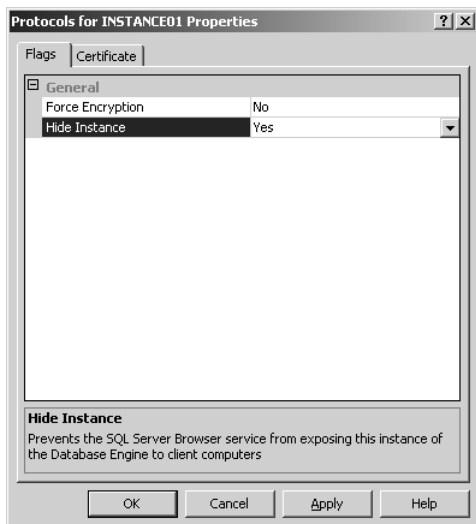 Protocols for INSTANCE01 Properties
Flags
Certificate
General
Force Encryption No
Hide Instance Yes
Hide Instance
Prevents the SQL Server Browser service from exposing this instance of
the Database Engine to client computers
OK Cancel Apply Help